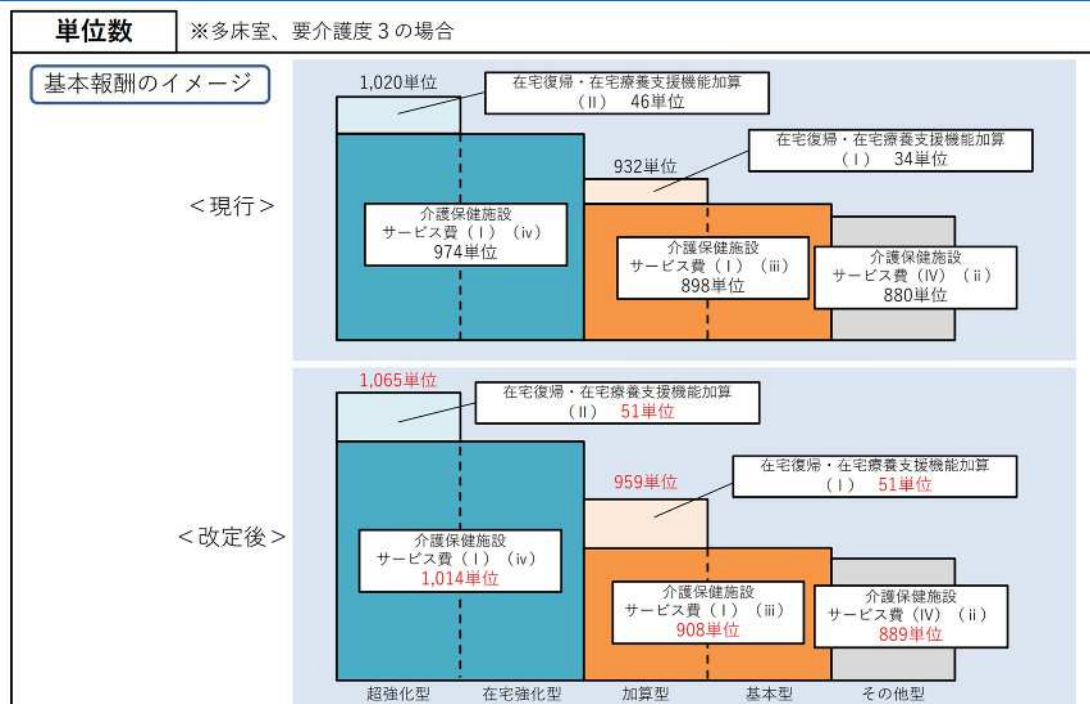 単位数
※多床室、要介護度3の場合
基本報酬のイメージ
<現行>
1,020単位
在宅復帰・在宅療養支援機能加算
(Ⅱ) 46単位
932単位
在宅復帰・在宅療養支援機能加算
(Ⅰ) 34単位
介護保健施設
サービス費(Ⅰ)(ⅳ)
974単位
介護保健施設
サービス費(Ⅰ)(ⅲ)
898単位
介護保健施設
サービス費(Ⅳ)(ⅱ)
880単位
<改定後>
1,065単位
在宅復帰・在宅療養支援機能加算
(Ⅱ) 51単位
959単位
在宅復帰・在宅療養支援機能加算
(Ⅰ) 51単位
介護保健施設
サービス費(Ⅰ)(ⅳ)
1,014単位
介護保健施設
サービス費(Ⅰ)(ⅲ)
908単位
介護保健施設
サービス費(Ⅳ)(ⅱ)
889単位
超強化型 在宅強化型 加算型 基本型 その他型